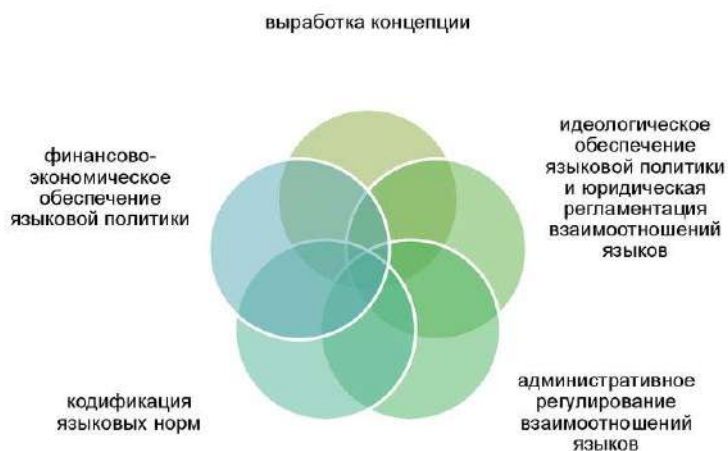 выработка концепции
идеологическое
обеспечение
языковой политики
и юридическая
регламентация
взаимоотношений
языков
административное
регулирование
взаимоотношений
языков
кодификация
языковых норм
финансово-
экономическое
обеспечение
языковой политики